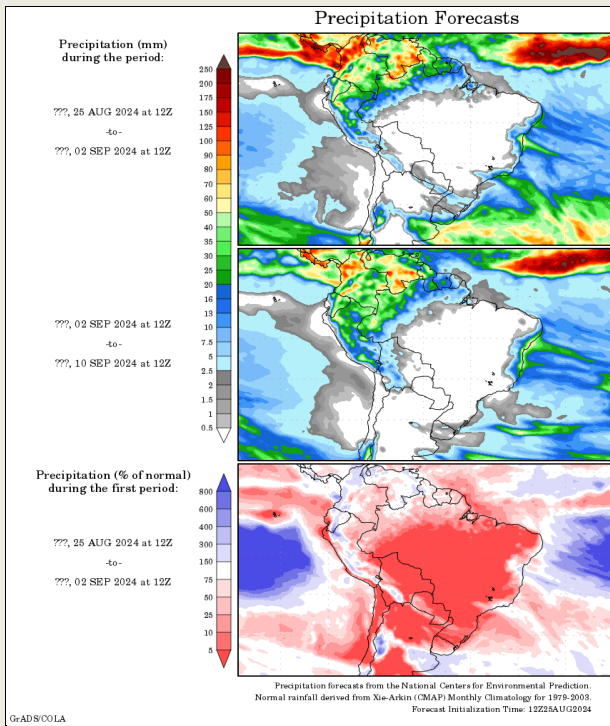 Precipitation Forecasts
Precipitation (mm)
during the period:
???, 25 AUG 2024 at 12Z
-to-
???, 02 SEP 2024 at 12Z
250
200
175
150
125
100
90
80
70
60
50
40
35
30
25
20
16
13
10
7.5
5
2.5
2
1.5
1
0.5
???, 02 SEP 2024 at 12Z
-to-
???, 10 SEP 2024 at 12Z
Precipitation (% of normal)
during the first period:
???, 25 AUG 2024 at 12Z
-to-
???, 02 SEP 2024 at 12Z
800
600
400
300
150
75
50
25
10
5
Precipitation forecasts from the National Centers for Environmental Prediction.
Normal rainfall derived from Xie-Arkin (CMAP) Monthly Climatology for 1979-2003.
Forecast Initialization Time: 12Z25AUG2024
GrADS/COLA